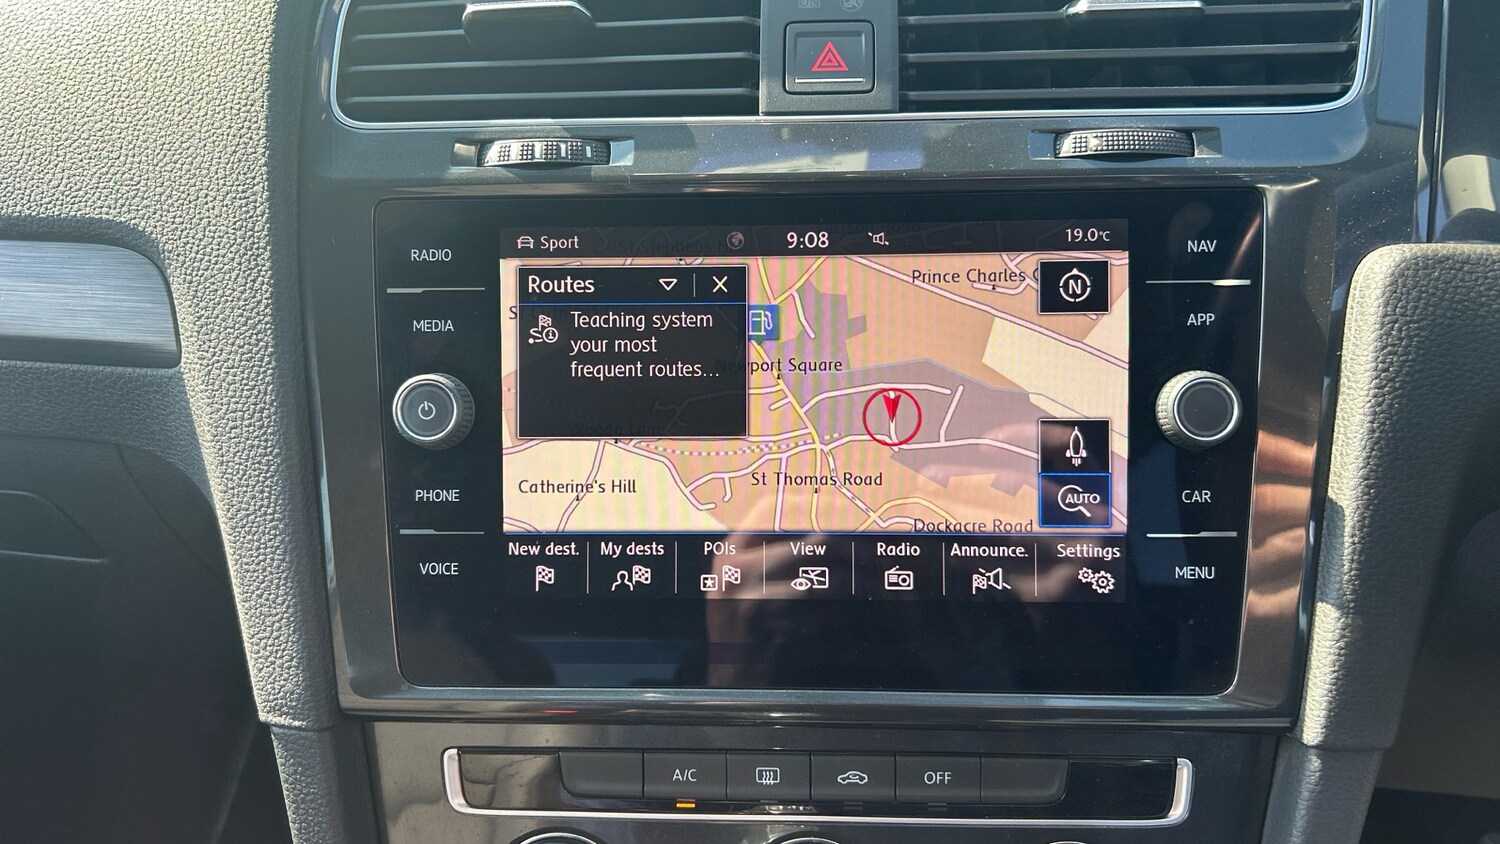 Sport
9:08
19.0°C
RADIO
MEDIA
PHONE
VOICE
NAV
APP
CAR
MENU
Routes
Teaching system
your most
frequent routes...
Prince Charles
N
Newport Square
Catherine's Hill
St Thomas Road
Dockacre Road
AUTO
New dest.
My dests
POIs
View
Radio
Announce.
Settings
A/C
OFF